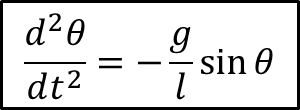 d²θ/dt² = −g/l sin θ